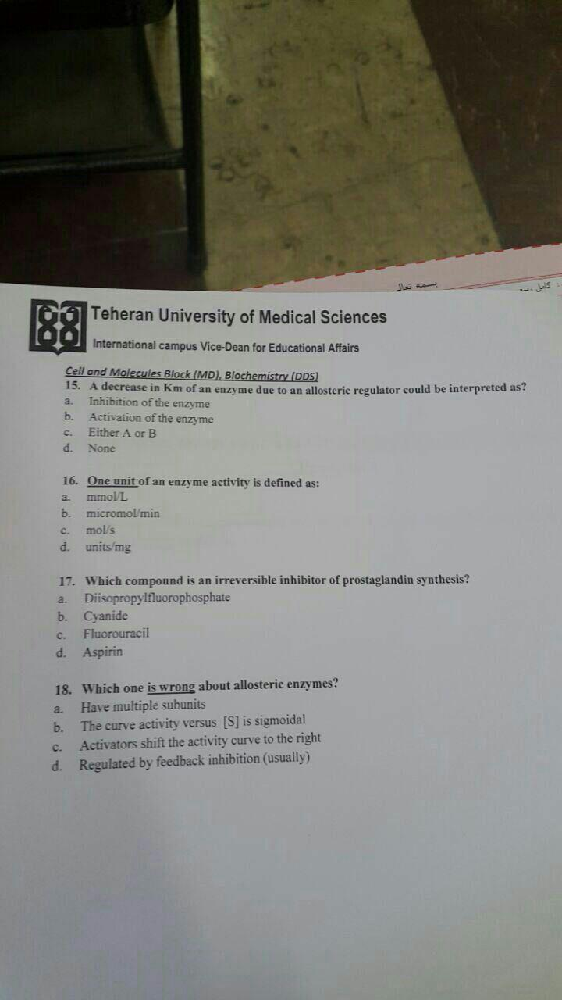 بسمه تعالی
Teheran University of Medical Sciences
International campus Vice-Dean for Educational Affairs
Cell and Molecules Block (MD), Biochemistry (DDS)
15. A decrease in Km of an enzyme due to an allosteric regulator could be interpreted as?
a. Inhibition of the enzyme
b. Activation of the enzyme
c. Either A or B
d. None
16. One unit of an enzyme activity is defined as:
a. mmol/L
b. micromol/min
c. mol/s
d. units/mg
17. Which compound is an irreversible inhibitor of prostaglandin synthesis?
a. Diisopropylfluorophosphate
b. Cyanide
c. Fluorouracil
d. Aspirin
18. Which one is wrong about allosteric enzymes?
a. Have multiple subunits
b. The curve activity versus [S] is sigmoidal
c. Activators shift the activity curve to the right
d. Regulated by feedback inhibition (usually)